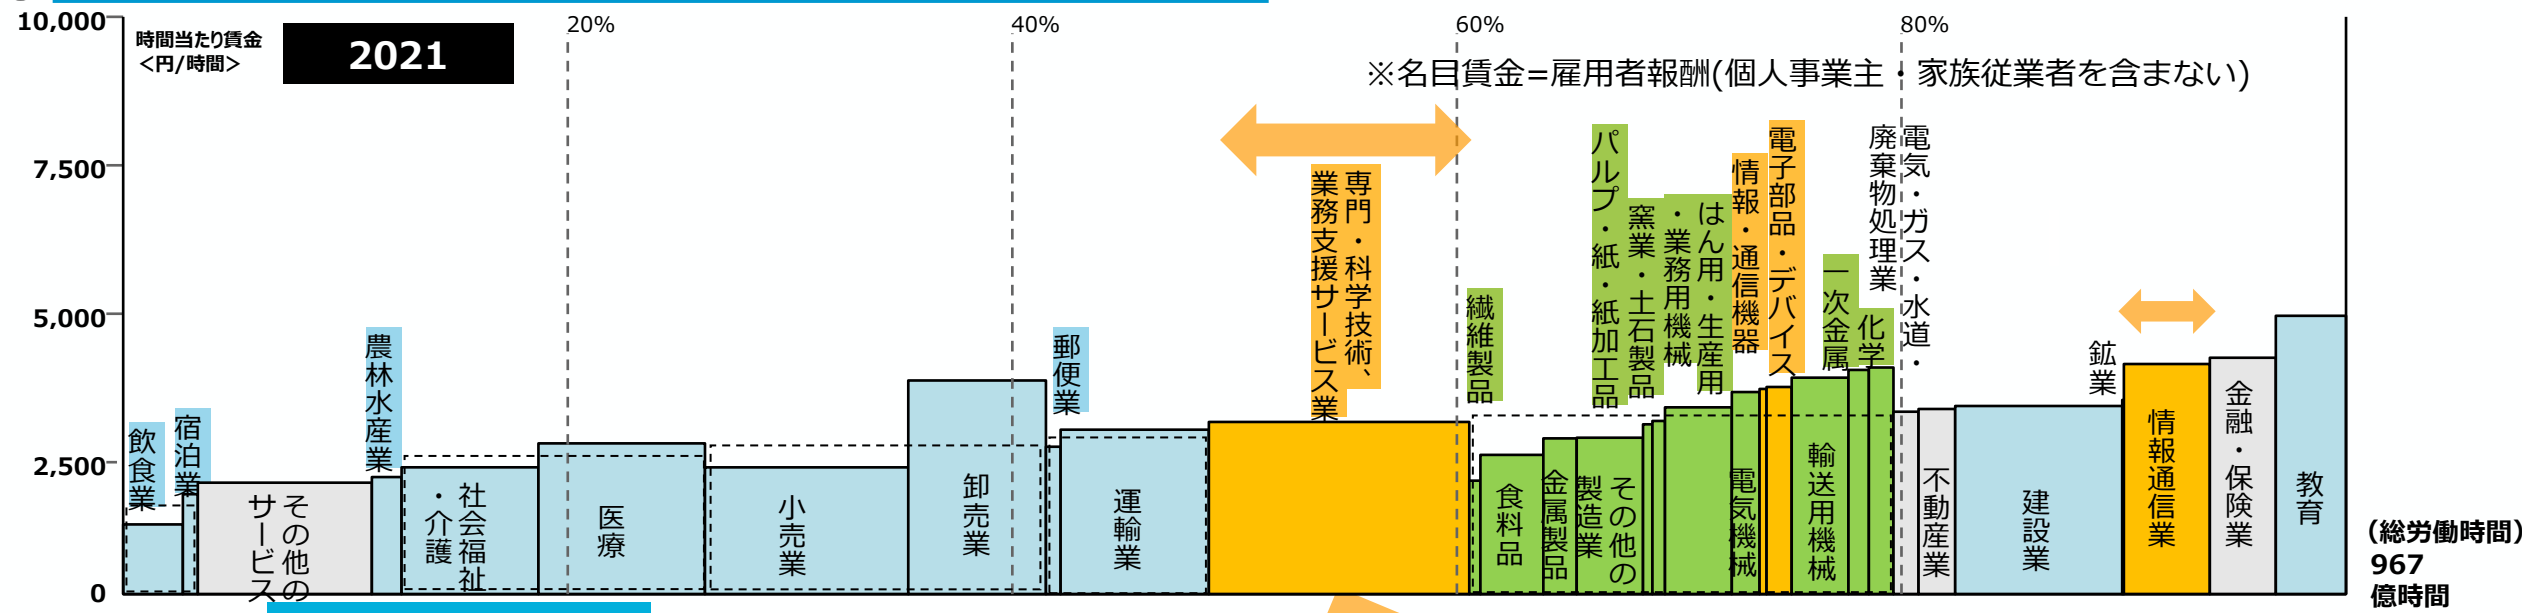 10,000
7,500
5,000
2,500
0
時間当たり賃金
<円/時間>
2021
20%
40%
60%
80%
※名目賃金=雇用者報酬(個人事業主・家族従業者を含まない)
飲食業
宿泊業
その他の
サービス
農林水産業
社会福祉
・介護
医療
小売業
卸売業
郵便業
運輸業
専門・科学技術、
業務支援サービス業
繊維製品
食料品
金属製品
その他の
製造業
パルプ・紙・紙加工品
窯業・土石製品
はん用・生産用
・業務用機械
電気機械
情報・通信機器
電子部品・デバイス
輸送用機械
一次金属
化学
電気・ガス・水道・
廃棄物処理業
不動産業
建設業
鉱業
情報通信業
金融・保険業
教育
(総労働時間)
967
億時間